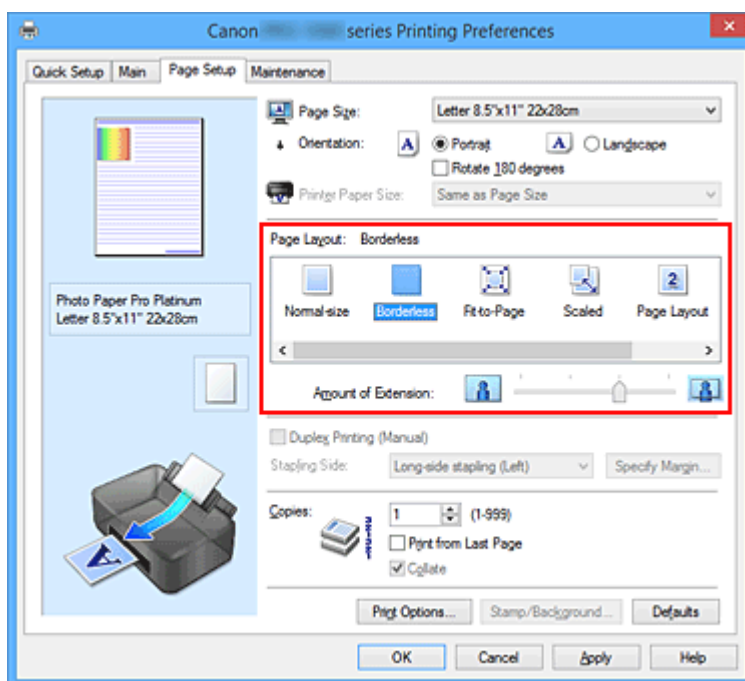 Canon series Printing Preferences
Quick Setup Main Page Setup Maintenance
Page Size: Letter 8.5"x11" 22x28cm
Orientation: A Portrait A Landscape
Rotate 180 degrees
Printer Paper Size: Same as Page Size
Page Layout: Borderless
2
Normal-size Borderless Fit-to-Page Scaled Page Layout
Photo Paper Pro Platinum
Letter 8.5"x11" 22x28cm
Amount of Extension:
Duplex Printing (Manual)
Stapling Side: Long-side stapling (Left) Specify Margin...
Copies: 1 (1-999)
Print from Last Page
Collate
A
Print Options... Stamp/Background... Defaults
OK Cancel Apply Help